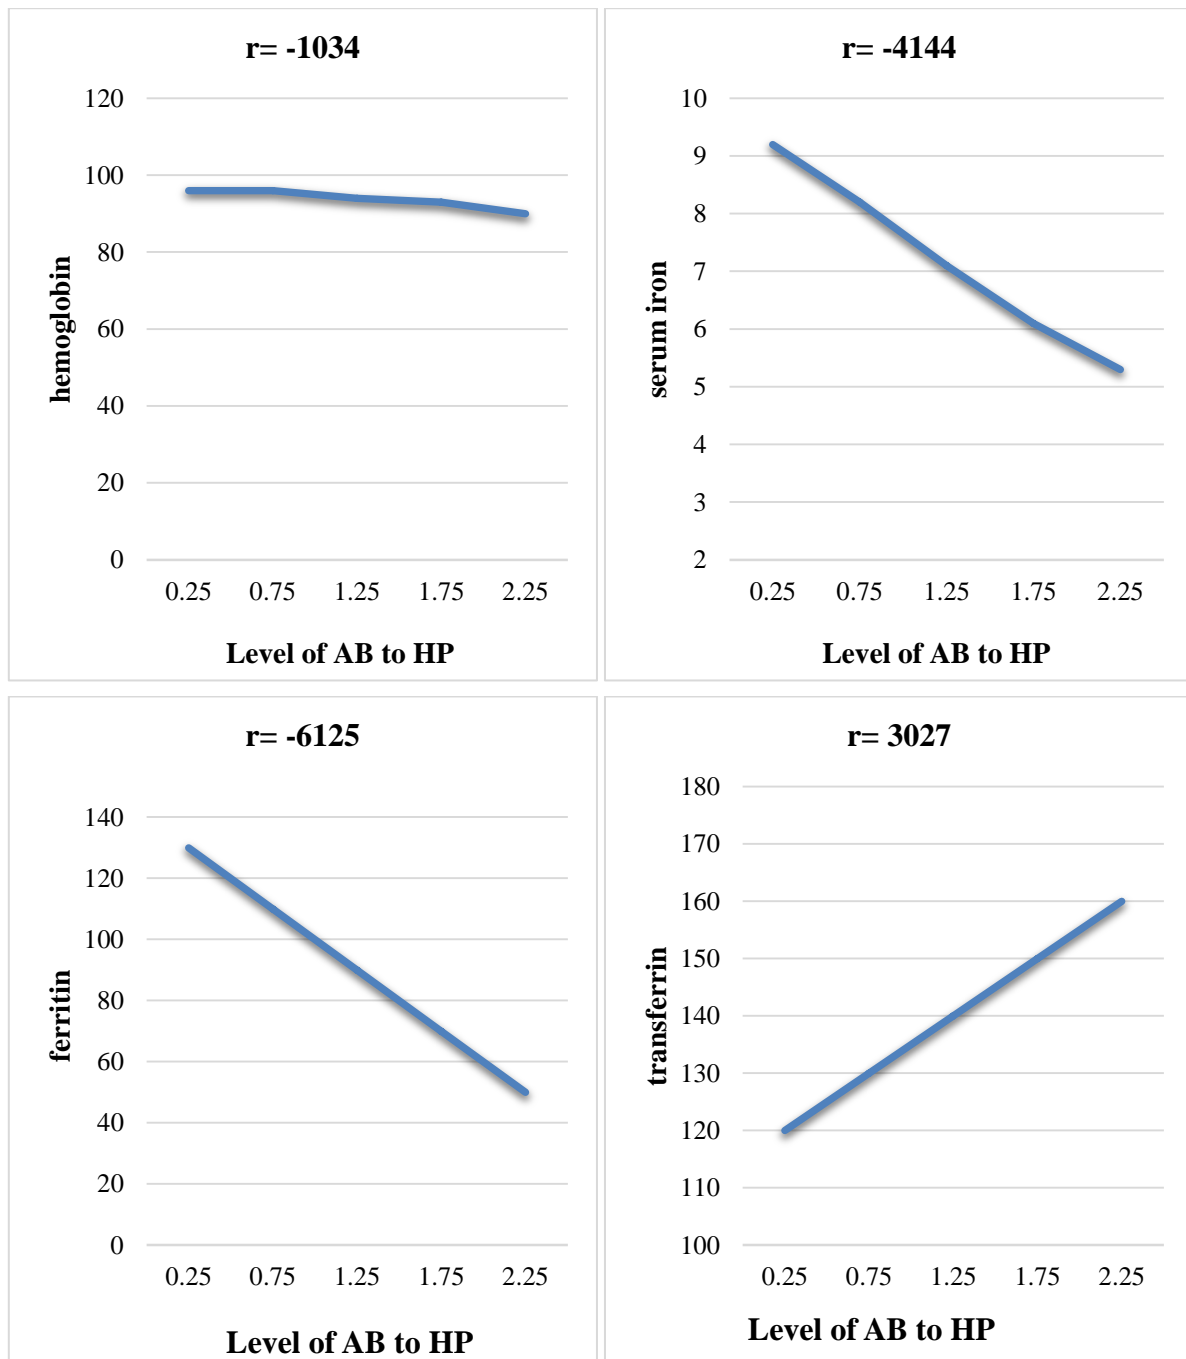 r= -1034
120
100
80
60
40
20
0
hemoglobin
0.25 0.75 1.25 1.75 2.25
Level of AB to HP
r= -4144
10
9
8
7
6
5
4
3
2
serum iron
0.25 0.75 1.25 1.75 2.25
Level of AB to HP
r= -6125
140
120
100
80
60
40
20
0
ferritin
0.25 0.75 1.25 1.75 2.25
Level of AB to HP
r= 3027
180
170
160
150
140
130
120
110
100
transferrin
0.25 0.75 1.25 1.75 2.25
Level of AB to HP